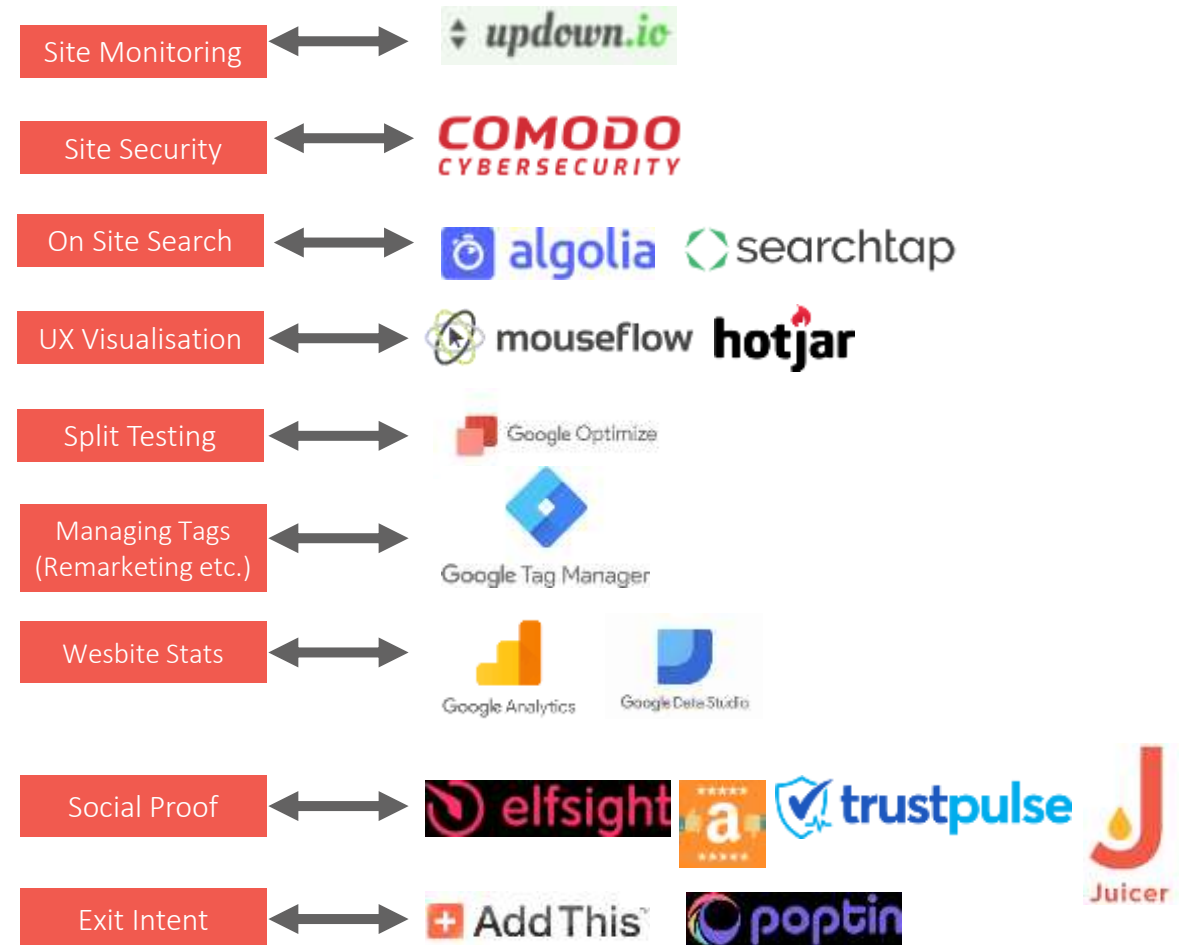 Site Monitoring
updown.io
Site Security
COMODO
CYBERSECURITY
On Site Search
algolia
searchtap
UX Visualisation
mouseflow
hotjar
Split Testing
Google Optimize
Managing Tags
(Remarketing etc.)
Google Tag Manager
Wesbite Stats
Google Analytics
Google Data Studio
Social Proof
elfsight
a
trustpulse
Juicer
Exit Intent
AddThis™
poptin